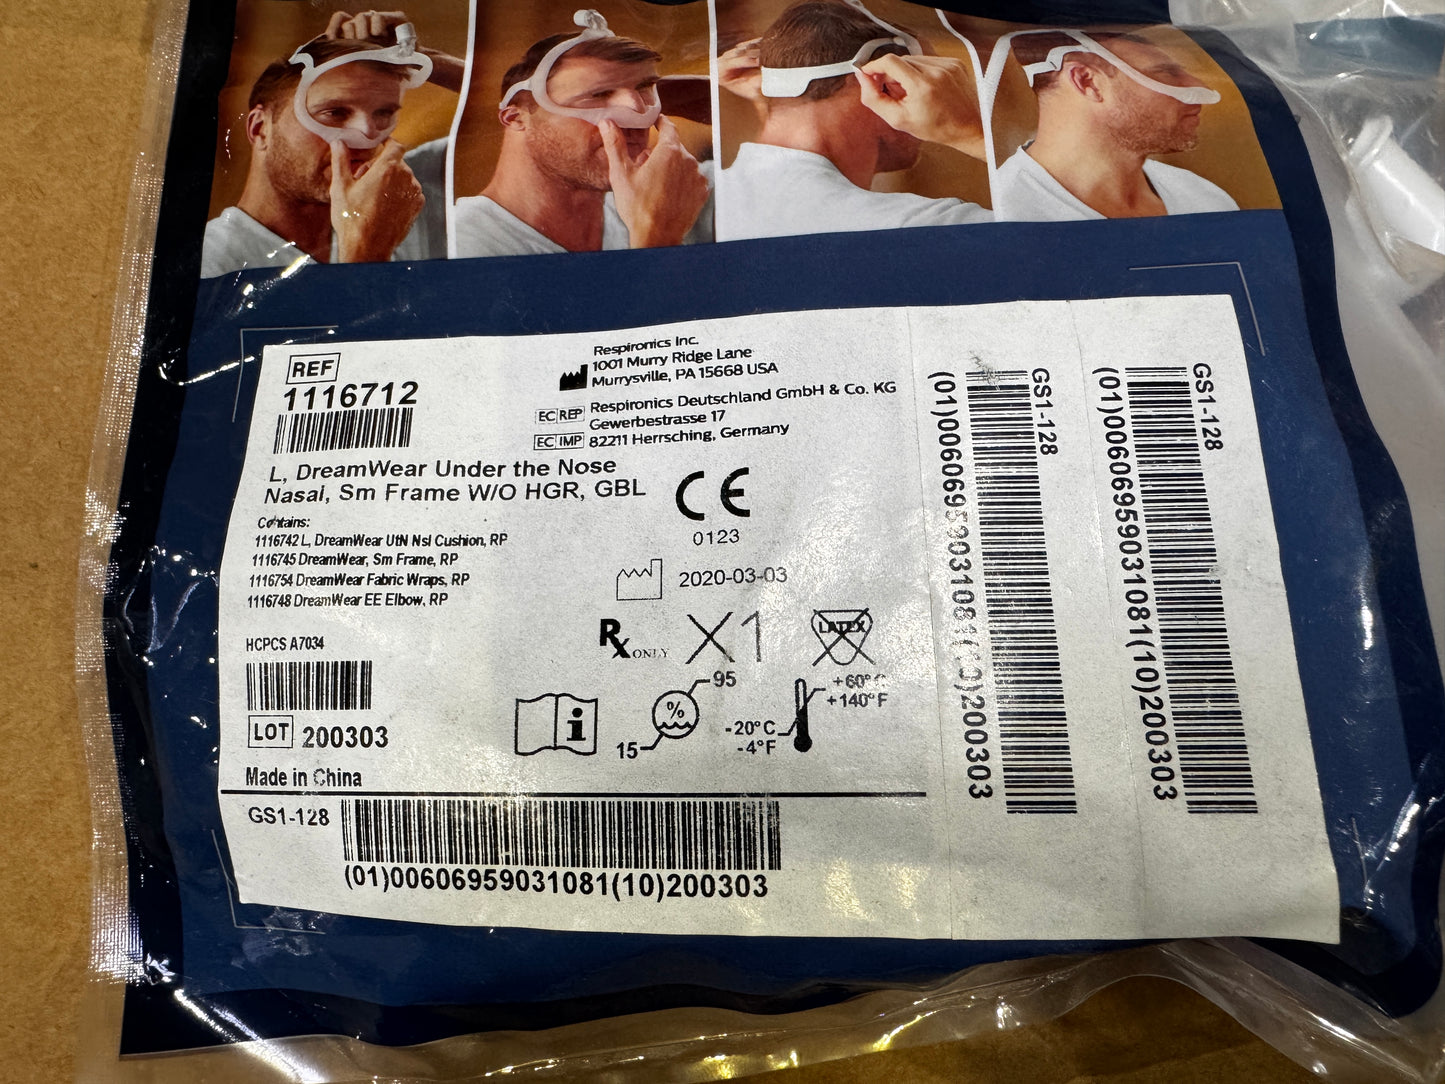 REF
1116712
Respironics Inc.
1001 Murry Ridge Lane
Murrysville, PA 15668 USA
EC REP Respironics Deutschland GmbH & Co. KG
Gewerbestrasse 17
EC IMP 82211 Herrsching, Germany
L, DreamWear Under the Nose
Nasal, Sm Frame W/O HGR, GBL
Contains:
1116742 L, DreamWear UtN Nsl Cushion, RP
1116745 DreamWear, Sm Frame, RP
1116754 DreamWear Fabric Wraps, RP
1116748 DreamWear EE Elbow, RP
CE
0123
2020-03-03
HCPCS A7034
Rx ONLY
X1
LATEX
LOT 200303
95
%
15
+60°C
+140°F
-20°C
-4°F
Made in China
GS1-128
(01)00606959031081(10)200303
GS1-128
(01)00606959031081(10)200303
GS1-128
(01)00606959031081(10)200303